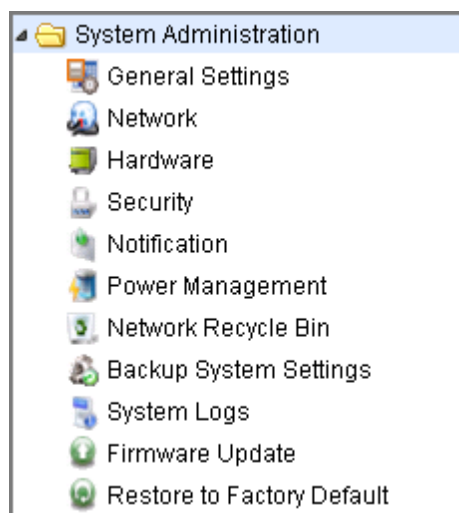 System Administration
General Settings
Network
Hardware
Security
Notification
Power Management
Network Recycle Bin
Backup System Settings
System Logs
Firmware Update
Restore to Factory Default